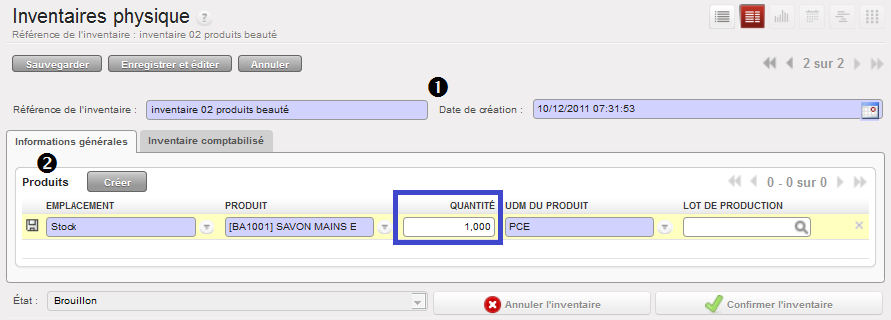 Inventaires physique ?
Référence de l'inventaire : inventaire 02 produits beauté
Sauvegarder Enregistrer et éditer Annuler 2 sur 2
1
Référence de l'inventaire : inventaire 02 produits beauté Date de création : 10/12/2011 07:31:53
Informations générales Inventaire comptabilisé
2
Produits Créer 0 - 0 sur 0
EMPLACEMENT PRODUIT QUANTITÉ UDM DU PRODUIT LOT DE PRODUCTION
Stock [BA1001] SAVON MAINS E 1,000 PCE
État : Brouillon Annuler l'inventaire Confirmer l'inventaire